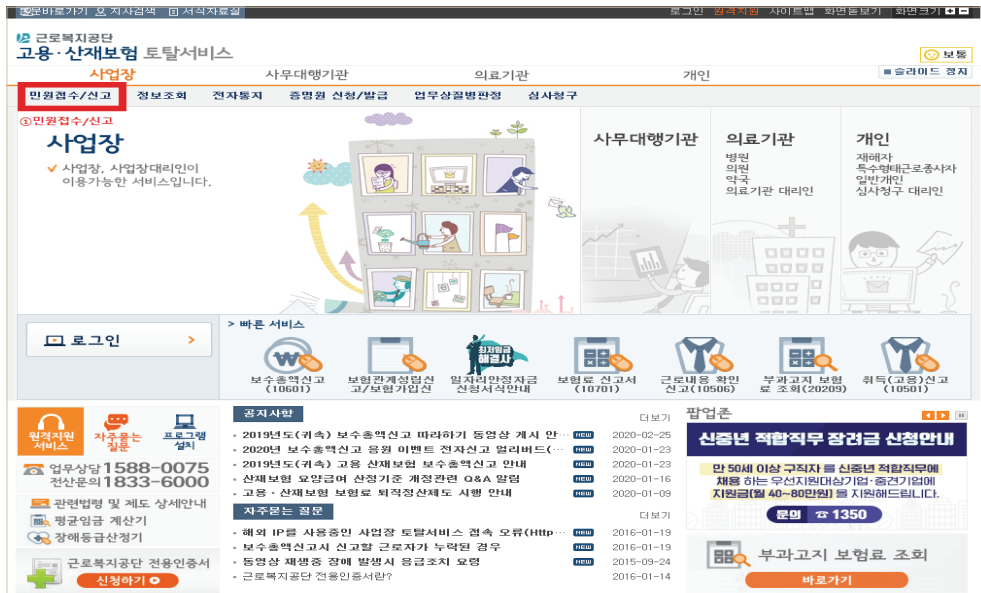 본문바로가기 지사검색 서식자료실
로그인 원격지원 사이트맵 화면돋보기 화면크기
근로복지공단
고용·산재보험 토탈서비스
보통
사업장 사무대행기관 의료기관 개인
슬라이드 정지
민원접수/신고 정보조회 전자통지 증명원 신청/발급 업무상질병판정 심사청구
①민원접수/신고
사업장
사업장, 사업장대리인이
이용가능한 서비스입니다.
사무대행기관
의료기관
병원
의원
약국
의료기관 대리인
개인
재해자
특수형태근로종사자
일반개인
심사청구 대리인
로그인 >
> 빠른 서비스
최저임금
해결사
보수총액신고
(10601)
보험관계성립신
고/보험가입신
일자리안정자금
신청서식안내
보험료 신고서
(10701)
근로내용 확인
신고(10506)
부과고지 보험
료 조회(20209)
취득(고용)신고
(10501)
원격지원
서비스
자주묻는
질문
프로그램
설치
업무상담1588-0075
전산문의1833-6000
관련법령 및 제도 상세안내
평균임금 계산기
장해등급산정기
근로복지공단 전용인증서
신청하기
공지사항
더보기
· 2019년도(귀속) 보수총액신고 따라하기 동영상 게시 안··· NEW 2020-02-25
· 2020년 보수총액신고 응원 이벤트 전자신고 얼리버드(··· NEW 2020-01-23
· 2019년도(귀속) 고용 산재보험 보수총액신고 안내 NEW 2020-01-23
· 산재보험 요양급여 산정기준 개정관련 Q&A 알림 NEW 2020-01-16
· 고용·산재보험 보험료 퇴직정산제도 시행 안내 NEW 2020-01-09
자주묻는 질문
더보기
· 해외 IP를 사용중인 사업장 토탈서비스 접속 오류(Http··· NEW 2016-01-19
· 보수총액신고시 신고할 근로자가 누락된 경우 NEW 2016-01-19
· 동영상 재생중 장애 발생시 응급조치 요령 NEW 2015-09-24
· 근로복지공단 전용인증서란? 2016-01-14
팝업존
신중년 적합직무 장려금 신청안내
만 50세 이상 구직자 를 신중년 적합직무에
채용 하는 우선지원대상기업·중견기업에
지원금(월 40~80만원) 을 지원해드립니다.
문의 ☎1350
부과고지 보험료 조회
바로가기